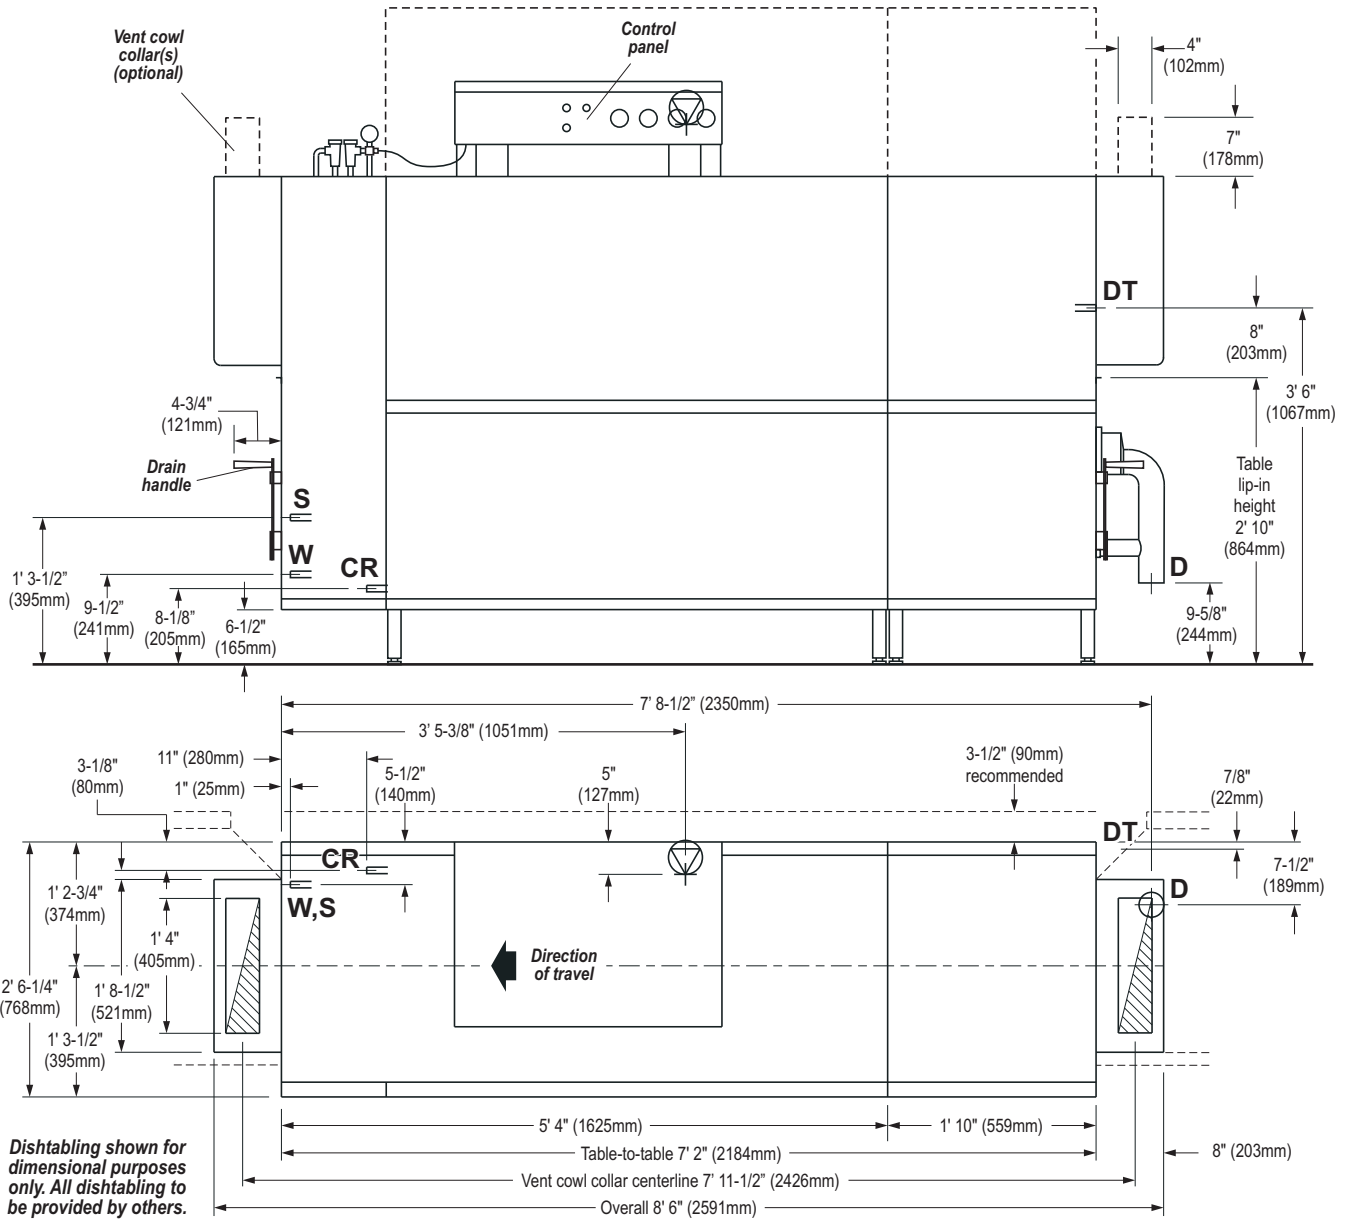 Vent cowl
collar(s)
(optional)
Control
panel
4"
(102mm)
7"
(178mm)
DT
8"
(203mm)
3' 6"
(1067mm)
4-3/4"
(121mm)
Drain
handle
S
W
CR
Table
lip-in
height
2' 10"
(864mm)
D
1' 3-1/2”
(395mm)
9-1/2”
(241mm)
8-1/8"
(205mm)
6-1/2"
(165mm)
9-5/8"
(244mm)
7' 8-1/2” (2350mm)
3' 5-3/8" (1051mm)
11" (280mm)
3-1/8"
(80mm)
1" (25mm)
5-1/2"
(140mm)
5"
(127mm)
3-1/2" (90mm)
recommended
7/8"
(22mm)
DT
CR
7-1/2"
(189mm)
D
W,S
1' 2-3/4"
(374mm)
1' 4"
(405mm)
Direction
of travel
2' 6-1/4"
(768mm)
1' 8-1/2"
(521mm)
1' 3-1/2"
(395mm)
5' 4" (1625mm)
1' 10" (559mm)
Table-to-table 7' 2" (2184mm)
8" (203mm)
Vent cowl collar centerline 7' 11-1/2” (2426mm)
Overall 8' 6" (2591mm)
Dishtabling shown for
dimensional purposes
only. All dishtabling to
be provided by others.